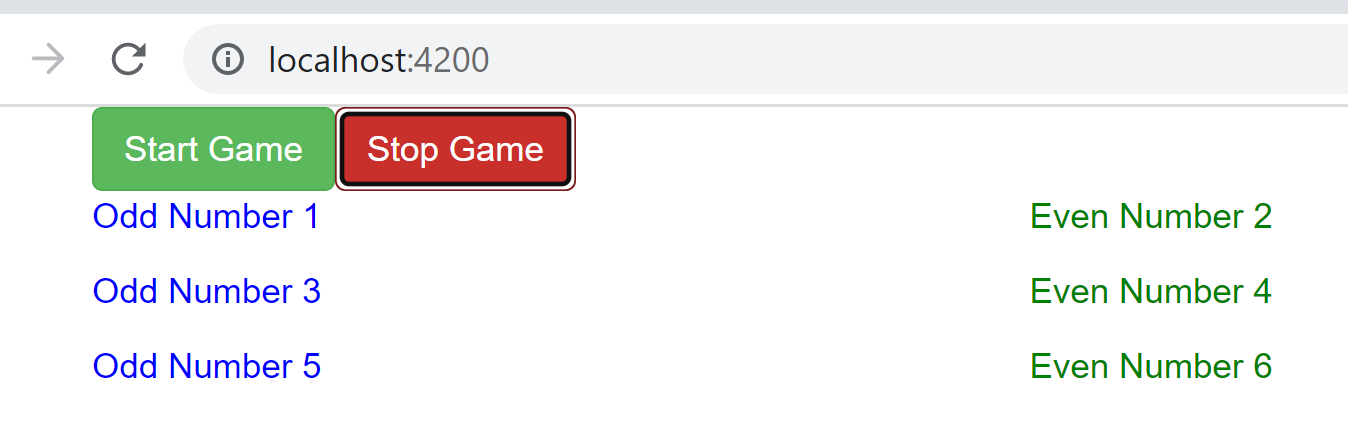 localhost:4200
Start Game Stop Game
Odd Number 1 Even Number 2
Odd Number 3 Even Number 4
Odd Number 5 Even Number 6